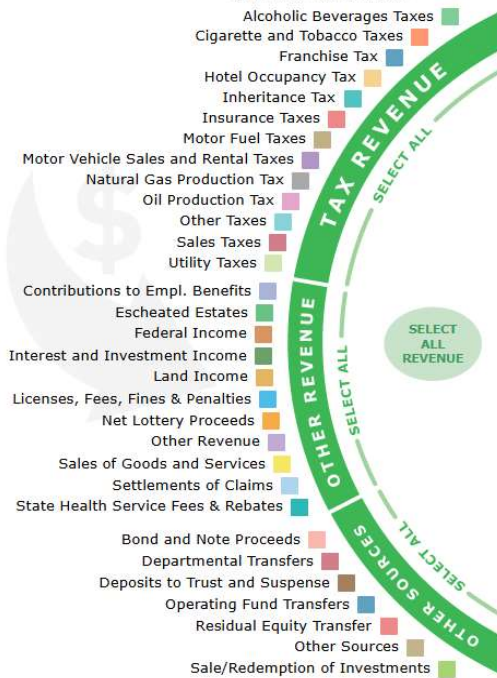 Alcoholic Beverages Taxes
Cigarette and Tobacco Taxes
Franchise Tax
Hotel Occupancy Tax
Inheritance Tax
Insurance Taxes
Motor Fuel Taxes
Motor Vehicle Sales and Rental Taxes
Natural Gas Production Tax
Oil Production Tax
Other Taxes
Sales Taxes
Utility Taxes
TAX REVENUE
SELECT ALL
Contributions to Empl. Benefits
Escheated Estates
Federal Income
Interest and Investment Income
Land Income
Licenses, Fees, Fines & Penalties
Net Lottery Proceeds
Other Revenue
Sales of Goods and Services
Settlements of Claims
State Health Service Fees & Rebates
OTHER REVENUE
SELECT ALL
SELECT
ALL
REVENUE
Bond and Note Proceeds
Departmental Transfers
Deposits to Trust and Suspense
Operating Fund Transfers
Residual Equity Transfer
Other Sources
Sale/Redemption of Investments
OTHER SOURCES
SELECT ALL
$